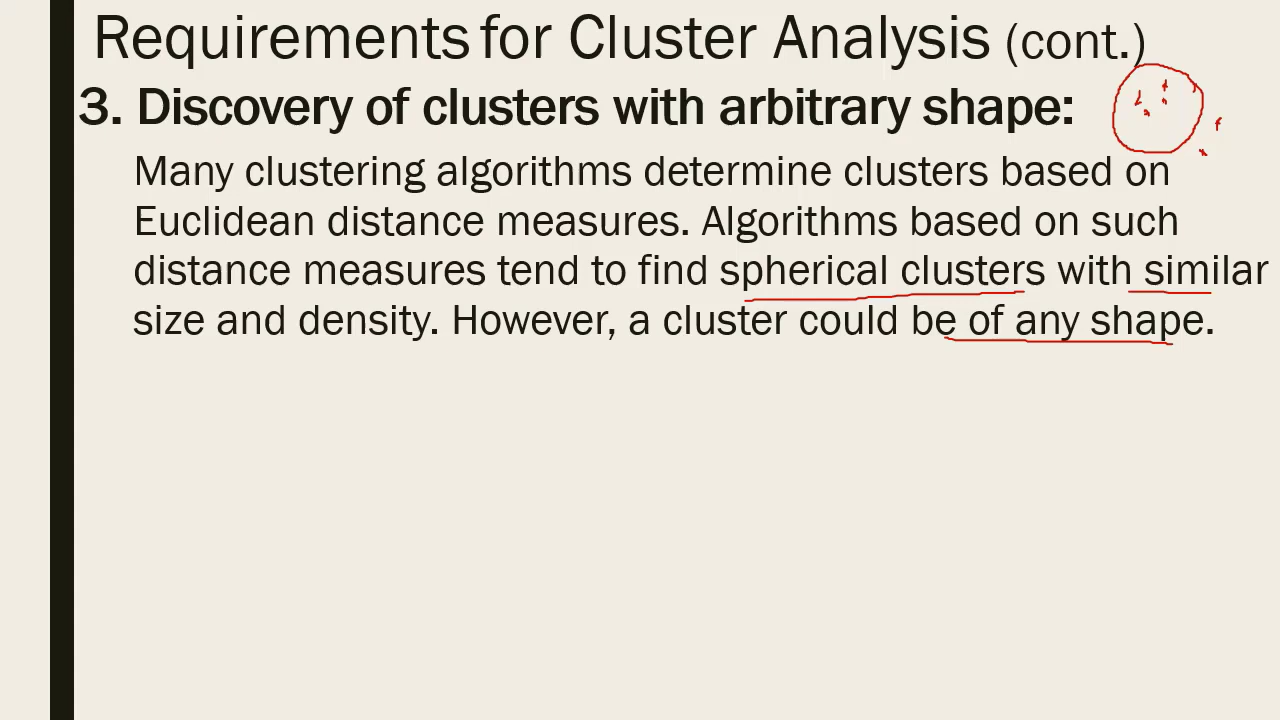 Requirements for Cluster Analysis (cont.)
3. Discovery of clusters with arbitrary shape:
Many clustering algorithms determine clusters based on
Euclidean distance measures. Algorithms based on such
distance measures tend to find spherical clusters with similar
size and density. However, a cluster could be of any shape.